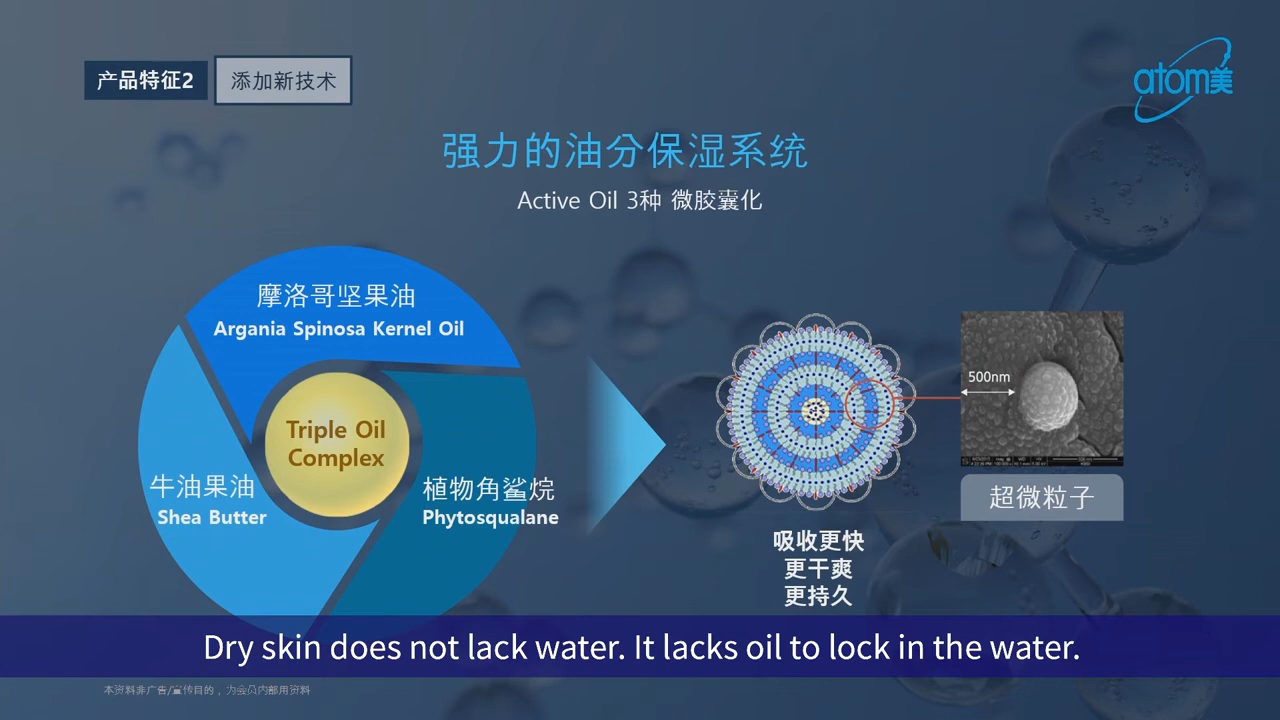 产品特征2
添加新技术
atom美
强力的油分保湿系统
Active Oil 3种 微胶囊化
摩洛哥坚果油
Argania Spinosa Kernel Oil
Triple Oil
Complex
牛油果油
Shea Butter
植物角鲨烷
Phytosqualane
500nm
超微粒子
吸收更快
更干爽
更持久
Dry skin does not lack water. It lacks oil to lock in the water.
本资料非广告/宣传目的，为会员内部用资料